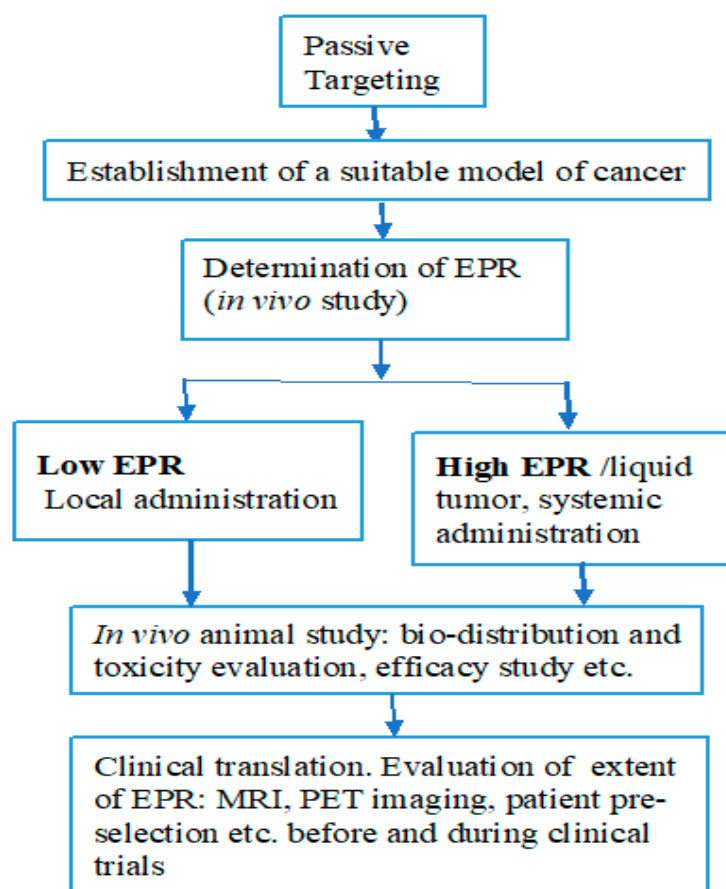 Passive
Targeting
Establishment of a suitable model of cancer
Determination of EPR
(in vivo study)
Low EPR
Local administration
High EPR /liquid
tumor, systemic
administration
In vivo animal study: bio-distribution and
toxicity evaluation, efficacy study etc.
Clinical translation. Evaluation of extent
of EPR: MRI, PET imaging, patient pre-
selection etc. before and during clinical
trials